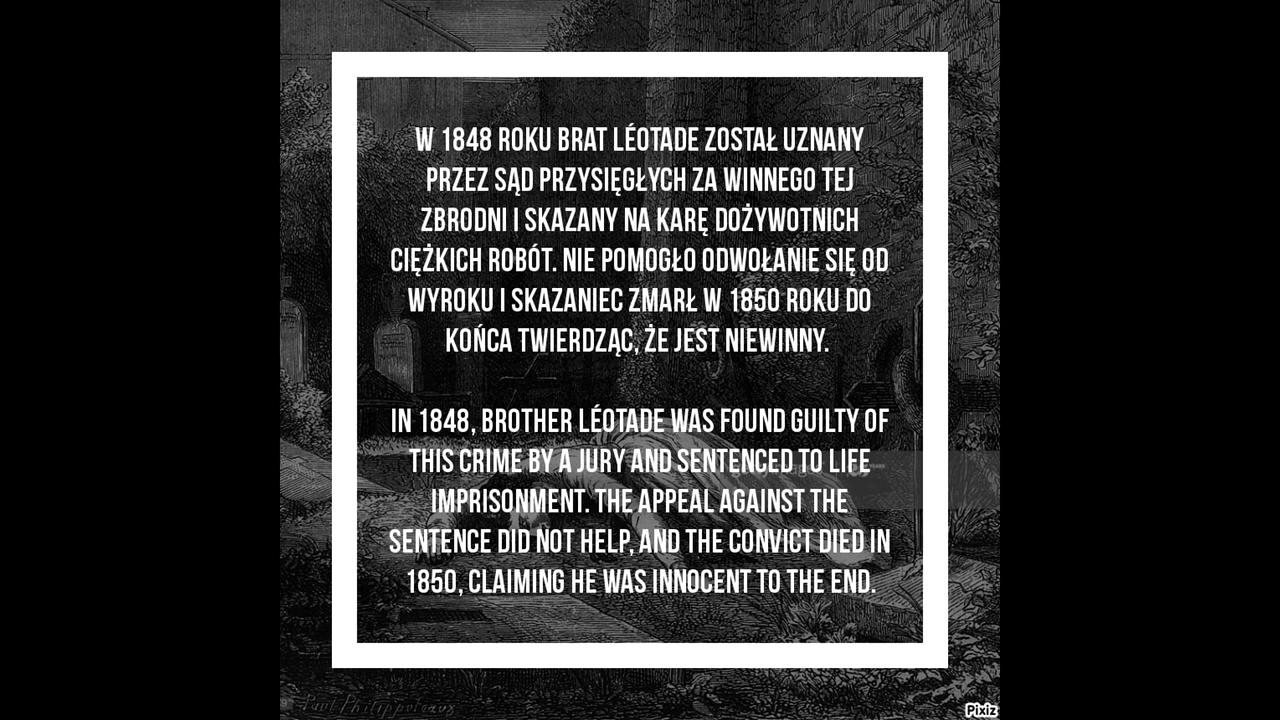 W 1848 ROKU BRAT LÉOTADE ZOSTAŁ UZNANY
PRZEZ SĄD PRZYSIĘGŁYCH ZA WINNEGO TEJ
ZBRODNI I SKAZANY NA KARĘ DOŻYWOTNICH
CIĘŻKICH ROBÓT. NIE POMOGŁO ODWOŁANIE SIĘ OD
WYROKU I SKAZANIEC ZMARŁ W 1850 ROKU DO
KOŃCA TWIERDZĄC, ŻE JEST NIEWINNY.
IN 1848, BROTHER LÉOTADE WAS FOUND GUILTY OF
THIS CRIME BY A JURY AND SENTENCED TO LIFE
IMPRISONMENT. THE APPEAL AGAINST THE
SENTENCE DID NOT HELP, AND THE CONVICT DIED IN
1850, CLAIMING HE WAS INNOCENT TO THE END.
Paul Philippoteaux
Pixiz